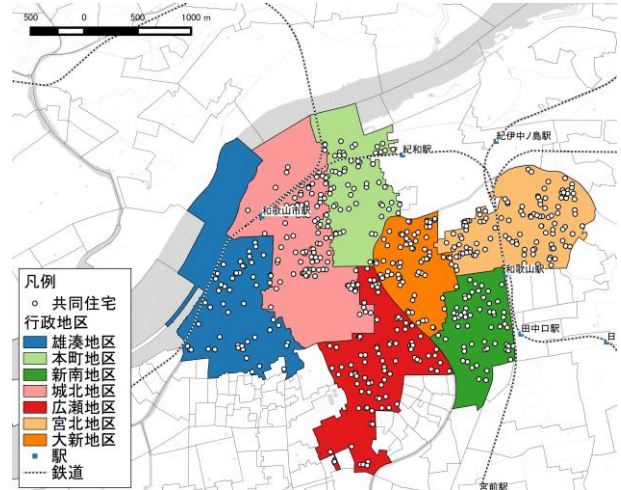 500 0 500 1000 m
紀和駅
紀伊中ノ島駅
和歌山市駅
和歌山駅
田中口駅
日
宮前駅
凡例
共同住宅
行政地区
雄湊地区
本町地区
新南地区
城北地区
広瀬地区
宮北地区
大新地区
駅
鉄道